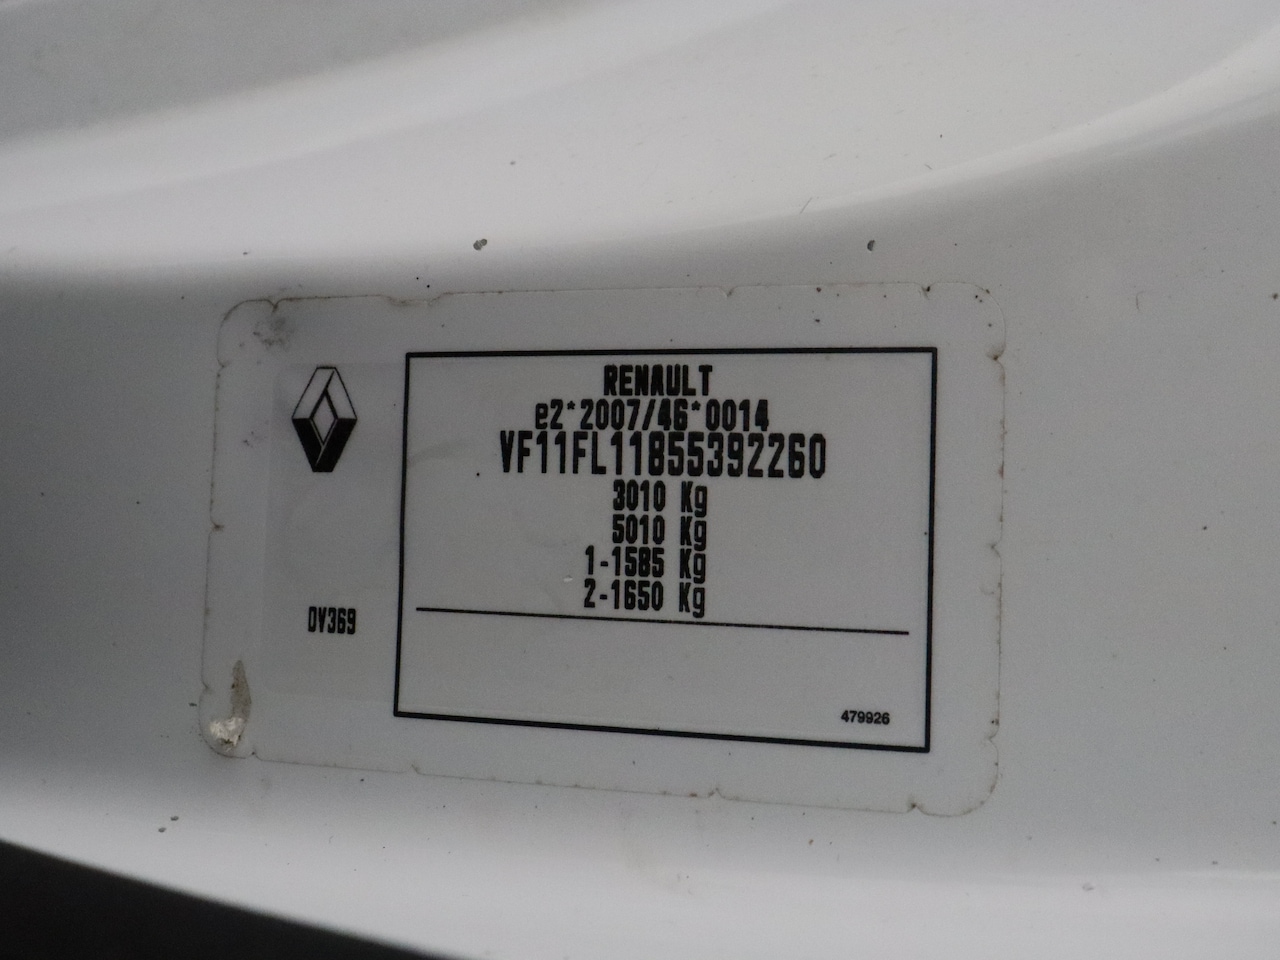 RENAULT
e2*2007/46*0014
VF11FL11855392260
3010 Kg
5010 Kg
1-1585 Kg
2-1650 Kg
DV369
479926